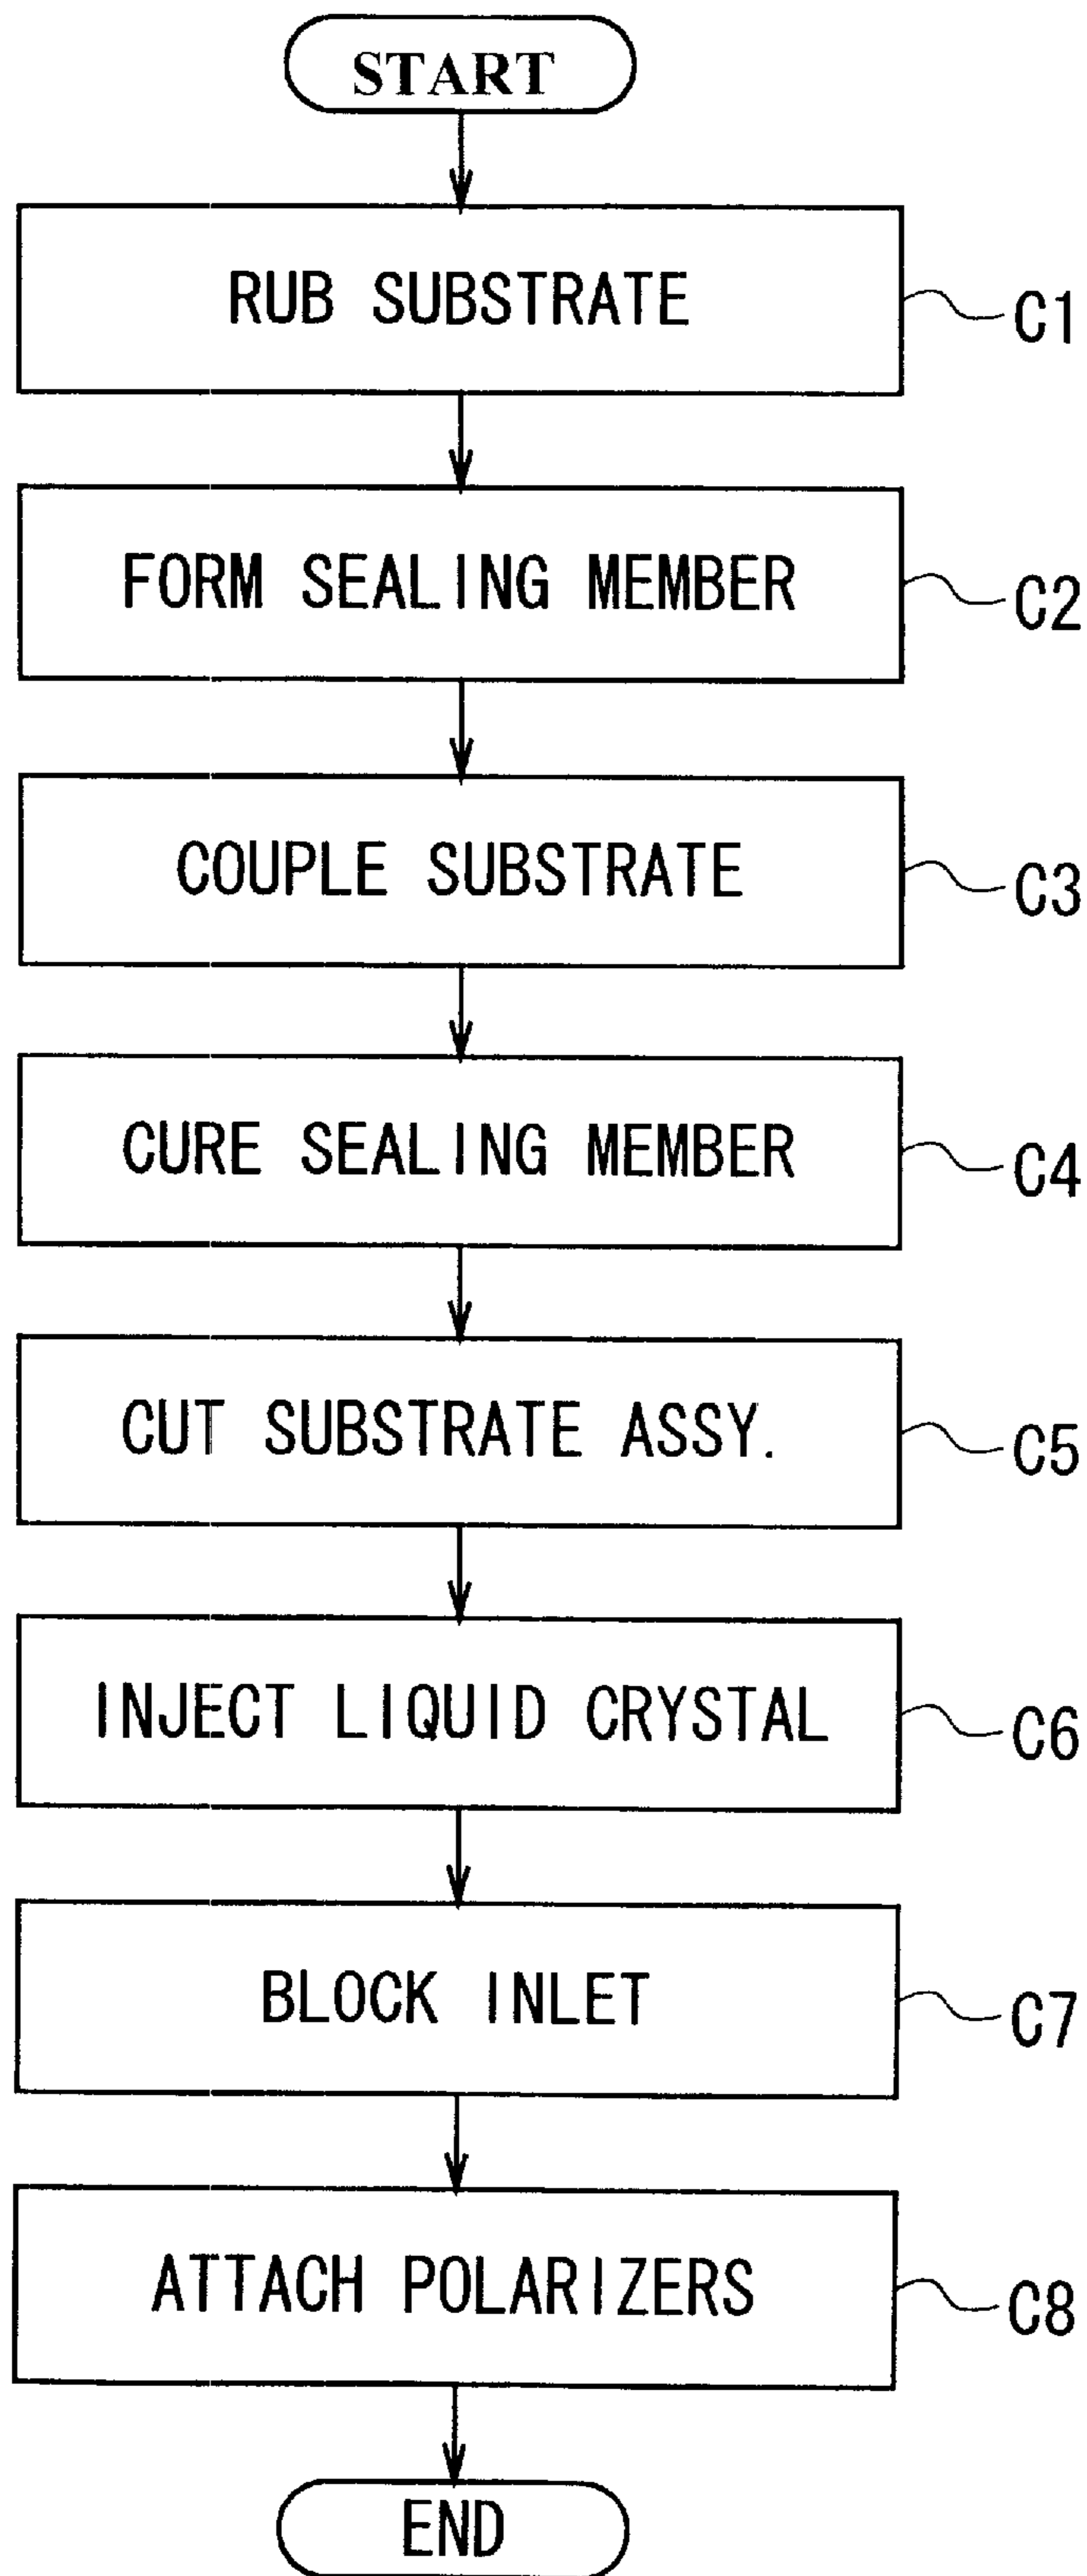 START
RUB SUBSTRATE
C1
FORM SEALING MEMBER
C2
COUPLE SUBSTRATE
C3
CURE SEALING MEMBER
C4
CUT SUBSTRATE ASSY.
C5
INJECT LIQUID CRYSTAL
C6
BLOCK INLET
C7
ATTACH POLARIZERS
C8
END